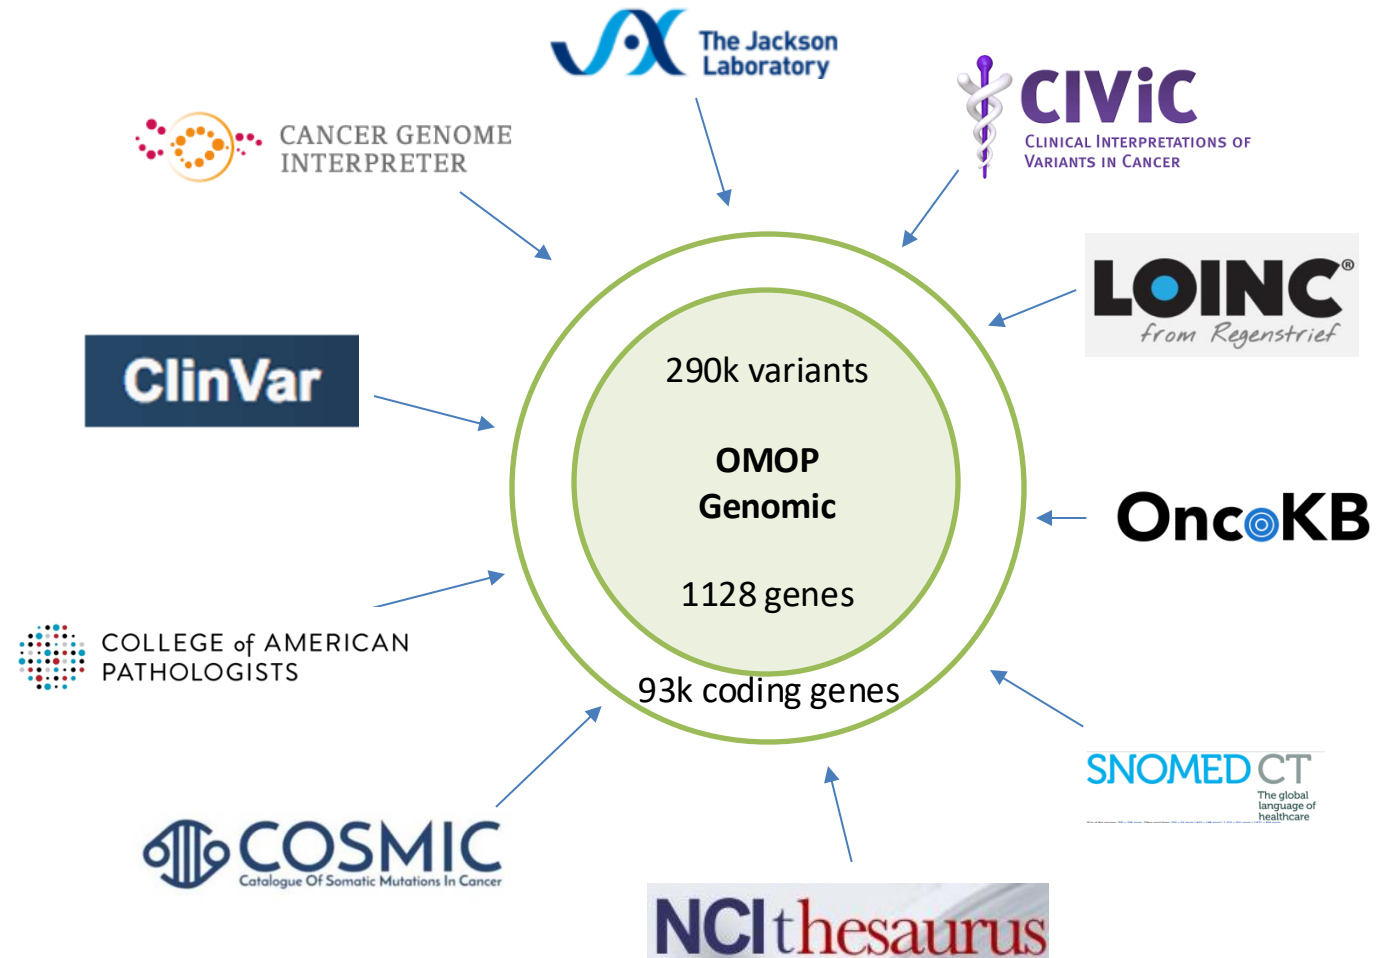 The Jackson
Laboratory
CIViC
CLINICAL INTERPRETATIONS OF
VARIANTS IN CANCER
CANCER GENOME
INTERPRETER
LOINC®
from Regenstrief
ClinVar
290k variants
OMOP
Genomic
1128 genes
93k coding genes
OncoKB
COLLEGE of AMERICAN
PATHOLOGISTS
SNOMED CT
The global
language of
healthcare
COSMIC
Catalogue Of Somatic Mutations In Cancer
NCI thesaurus